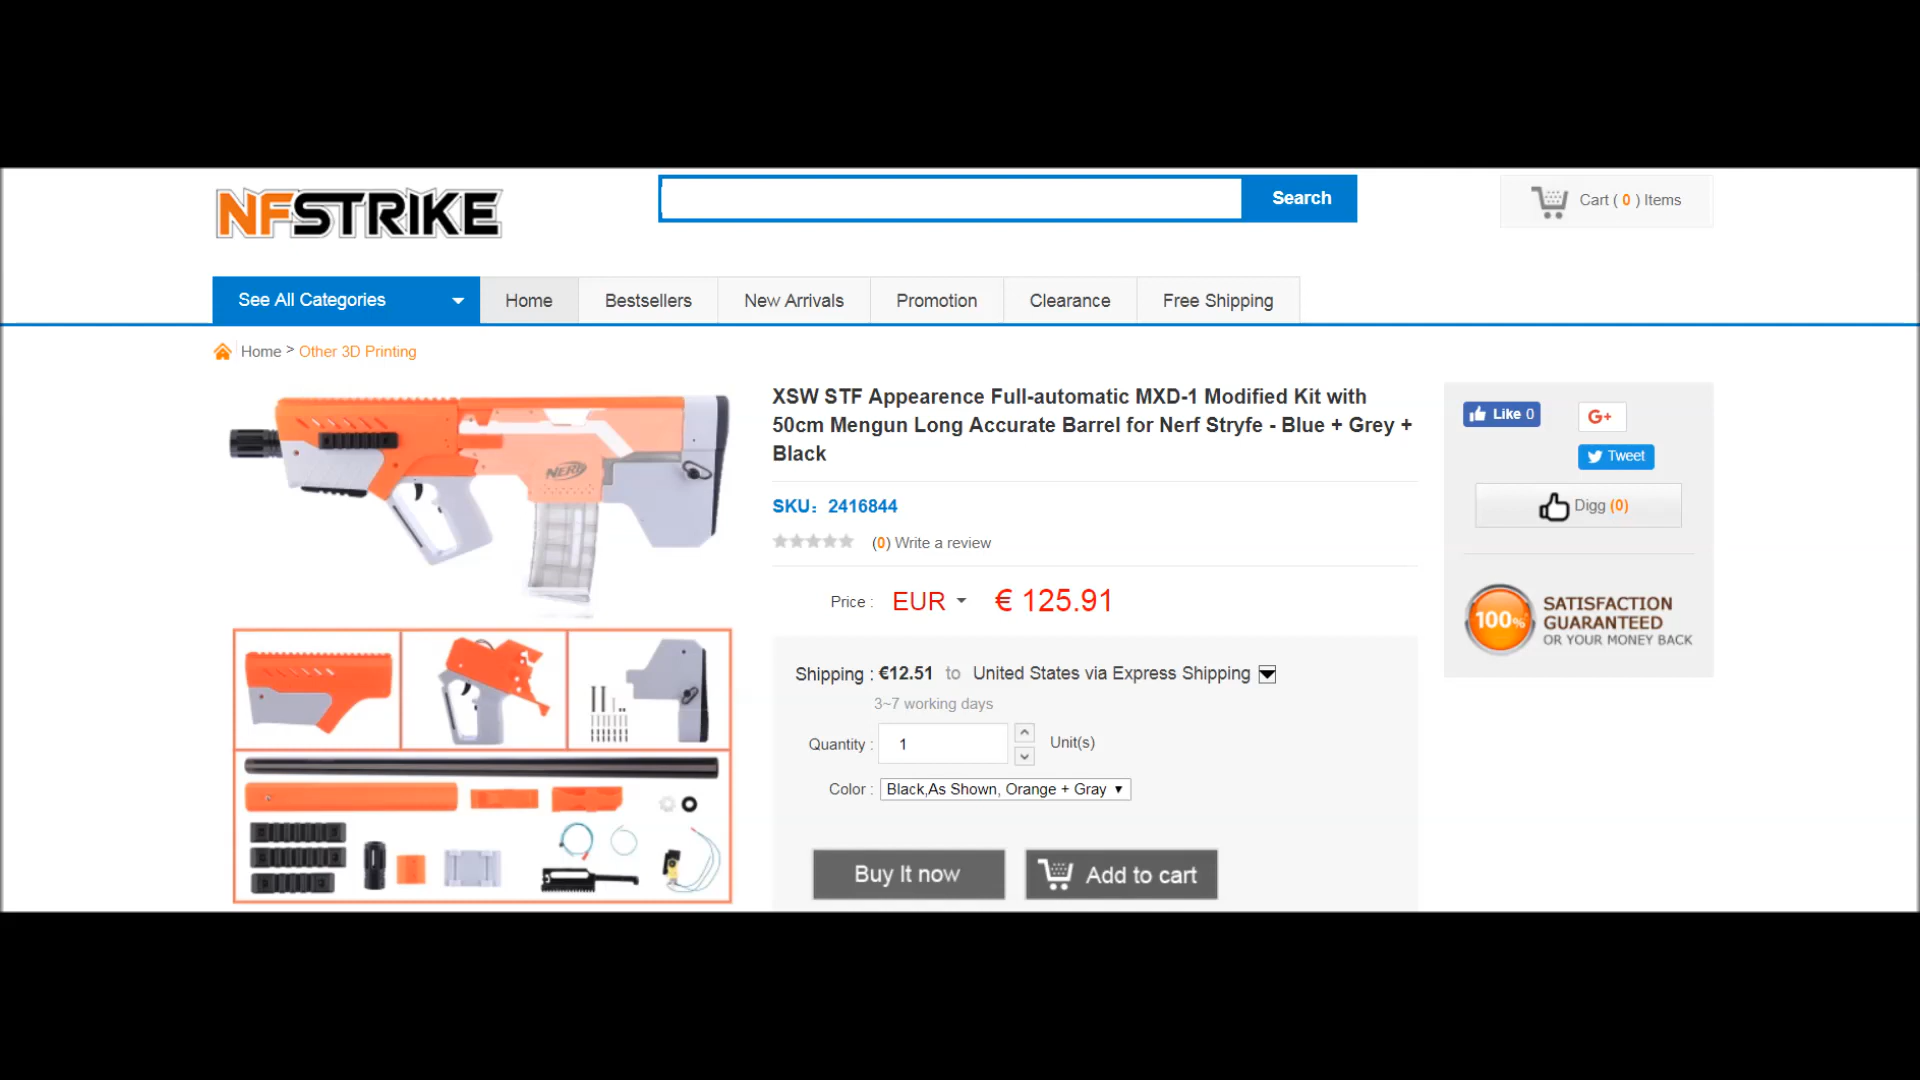 NFSTRIKE
Search
Cart ( 0 ) Items
See All Categories
Home
Bestsellers
New Arrivals
Promotion
Clearance
Free Shipping
Home > Other 3D Printing
NERF
XSW STF Appearence Full-automatic MXD-1 Modified Kit with
50cm Mengun Long Accurate Barrel for Nerf Stryfe - Blue + Grey +
Black
SKU: 2416844
(0) Write a review
Price : EUR € 125.91
Shipping : €12.51 to United States via Express Shipping
3~7 working days
Quantity : 1 Unit(s)
Color : Black,As Shown, Orange + Gray
Buy It now
Add to cart
Like 0
G+
Tweet
Digg (0)
100%
SATISFACTION
GUARANTEED
OR YOUR MONEY BACK